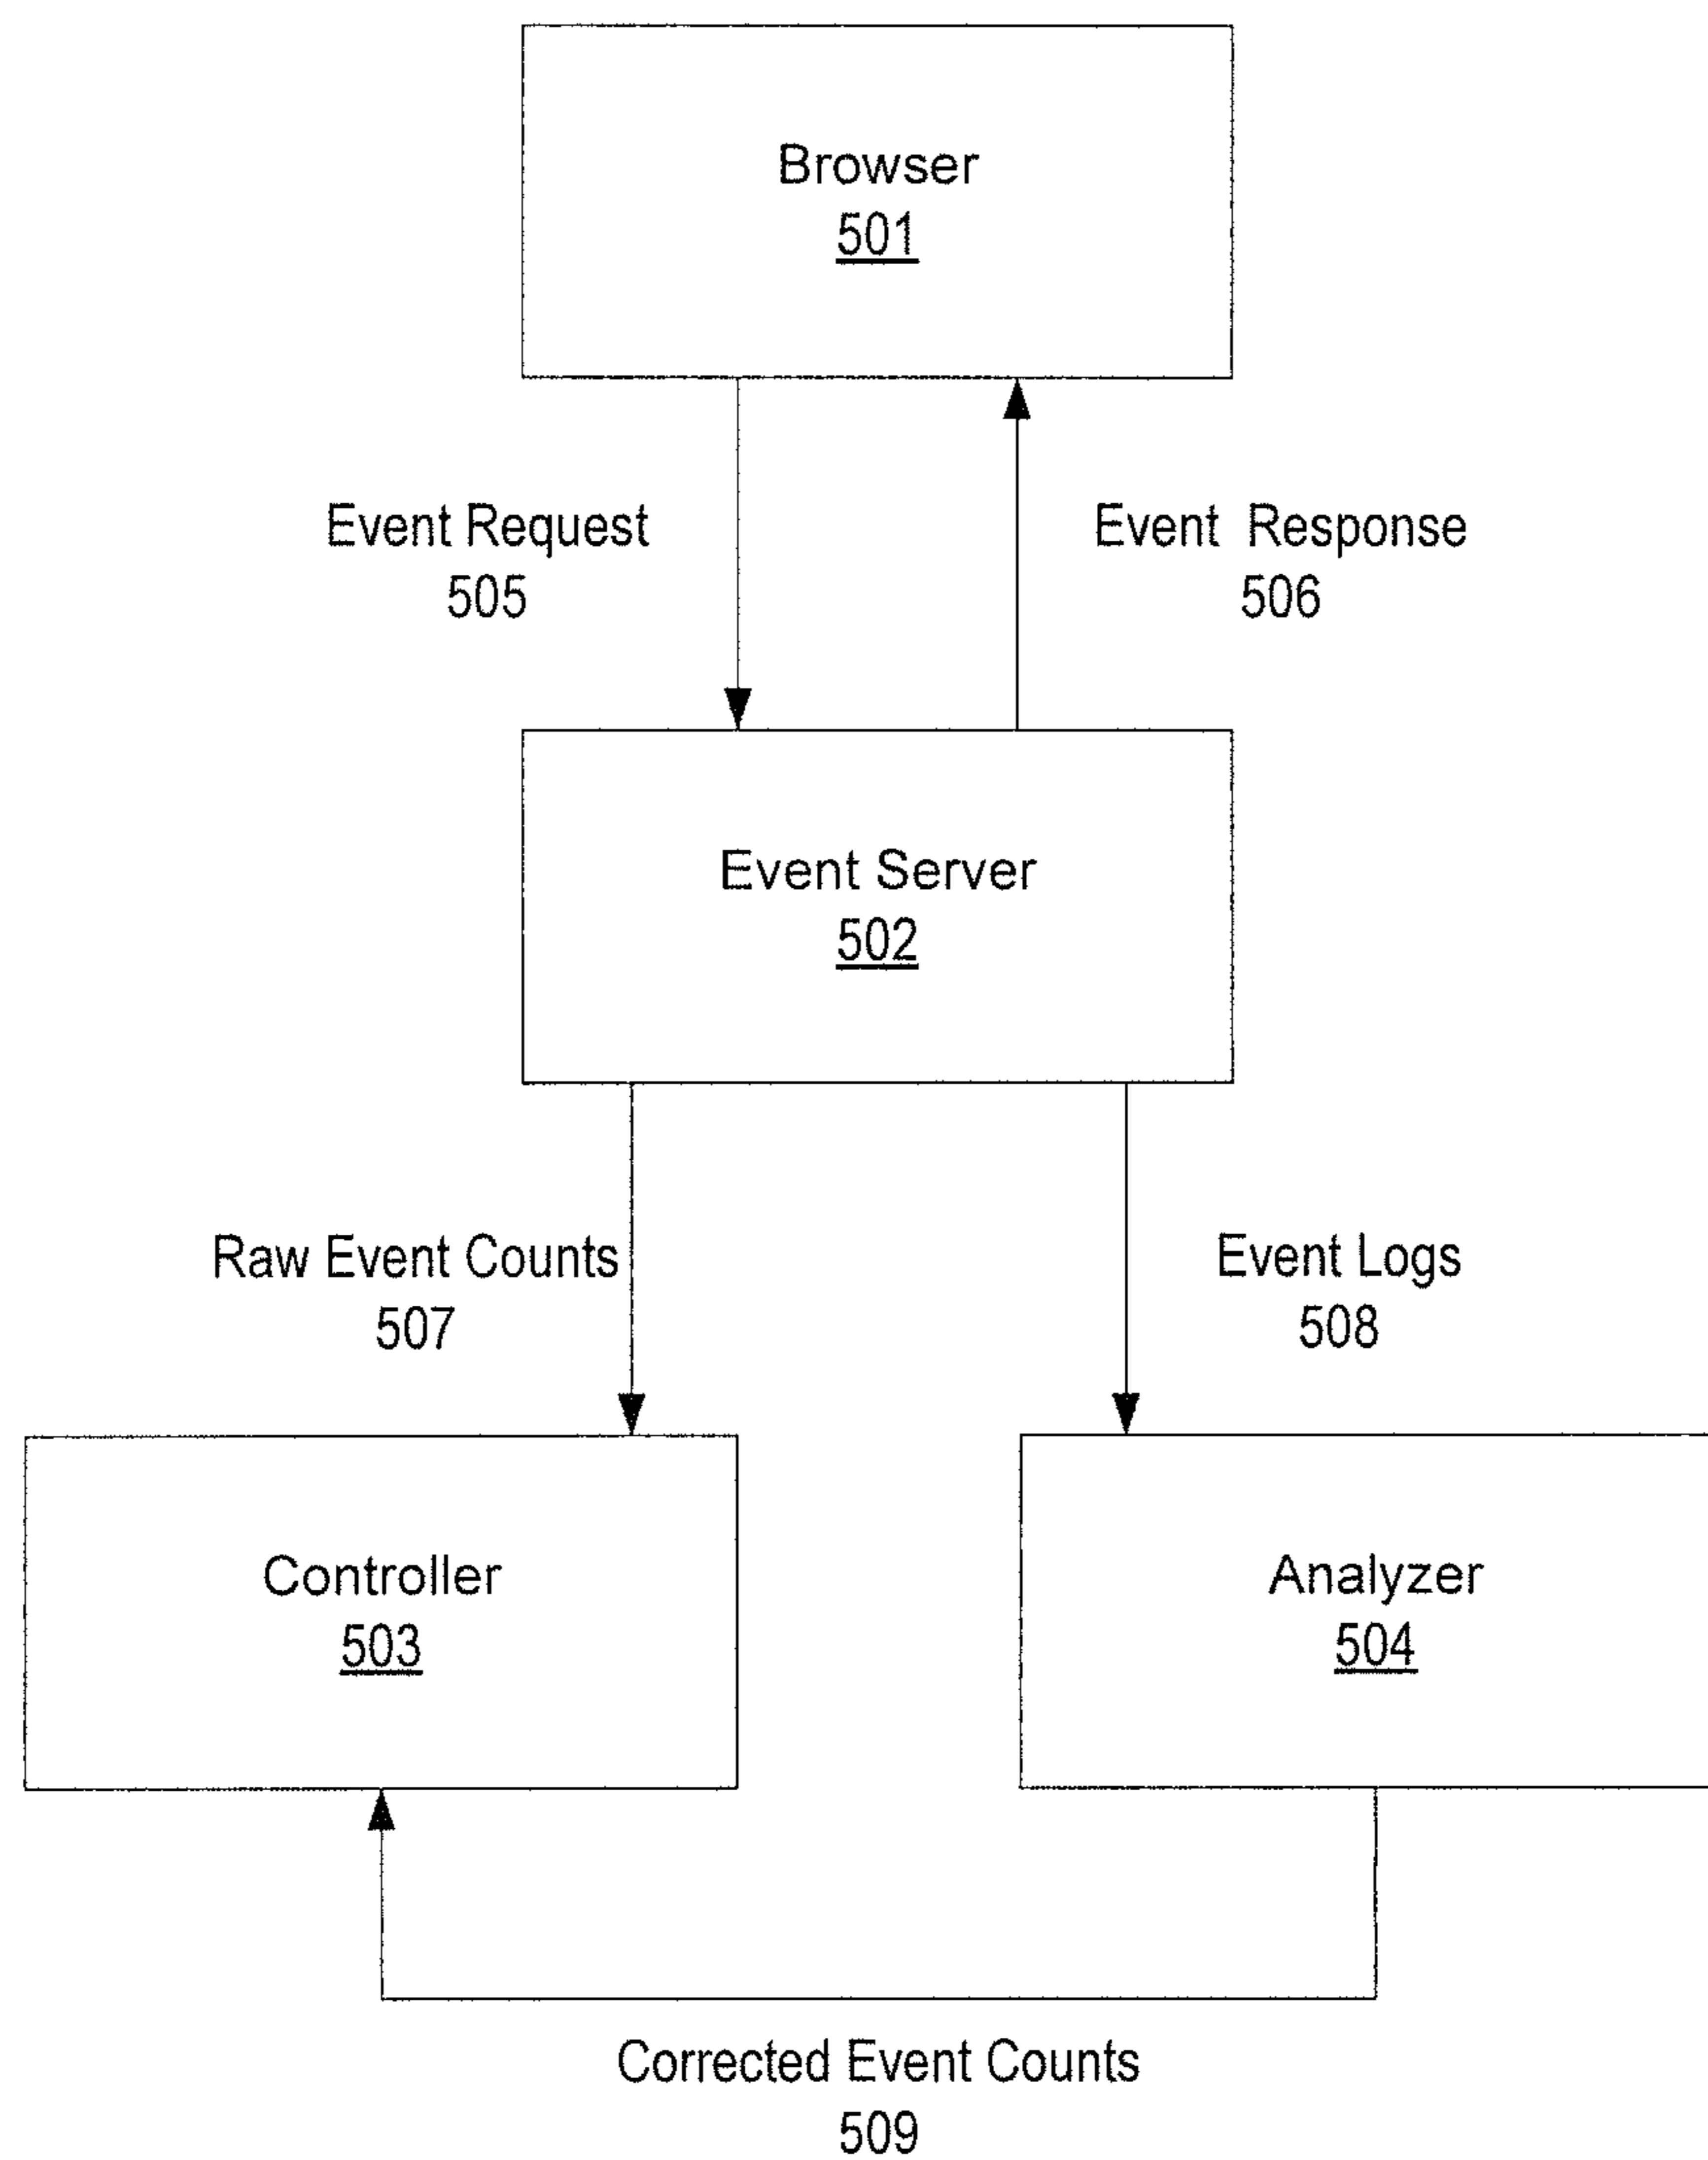 Browser
501
Event Request
505
Event Response
506
Event Server
502
Raw Event Counts
507
Event Logs
508
Controller
503
Analyzer
504
Corrected Event Counts
509